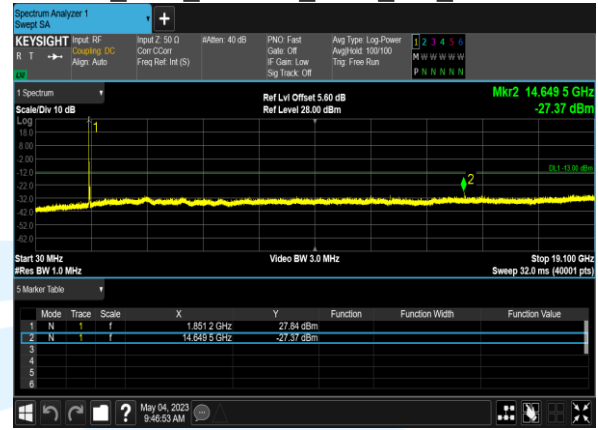 Spectrum Analyzer 1
Swept SA
KEYSIGHT Input: RF Input Z: 50 Ω #Atten: 40 dB PNO: Fast Avg Type: Log-Power 1 2 3 4 5 6
R T Coupling: DC Corr CCorr Gate: Off Avg|Hold: 100/100 M W W W W W
Align: Auto Freq Ref: Int (S) IF Gain: Low Trig: Free Run
LXI Sig Track: Off P N N N N N
1 Spectrum Ref Lvl Offset 5.60 dB Mkr2 14.649 5 GHz
Scale/Div 10 dB Ref Level 28.00 dBm -27.37 dBm
Log
18.0 1
8.00
-2.00
-12.0 DL1 -13.00 dBm
-22.0 2
-32.0
-42.0
-52.0
-62.0
Start 30 MHz Video BW 3.0 MHz Stop 19.100 GHz
#Res BW 1.0 MHz Sweep 32.0 ms (40001 pts)
5 Marker Table
Mode Trace Scale X Y Function Function Width Function Value
1 N 1 f 1.851 2 GHz 27.84 dBm
2 N 1 f 14.649 5 GHz -27.37 dBm
3
4
5
6
? May 04, 2023
9:46:53 AM